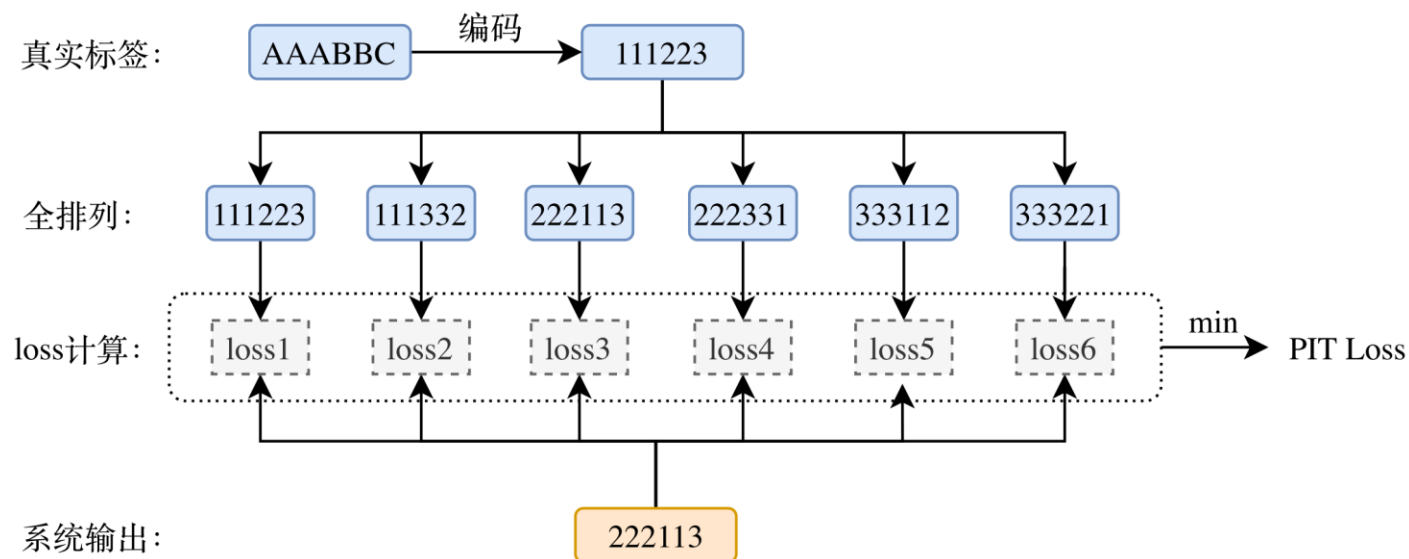 真实标签: AAABBC 编码 111223
全排列: 111223 111332 222113 222331 333112 333221
loss计算: loss1 loss2 loss3 loss4 loss5 loss6 min PIT Loss
系统输出: 222113